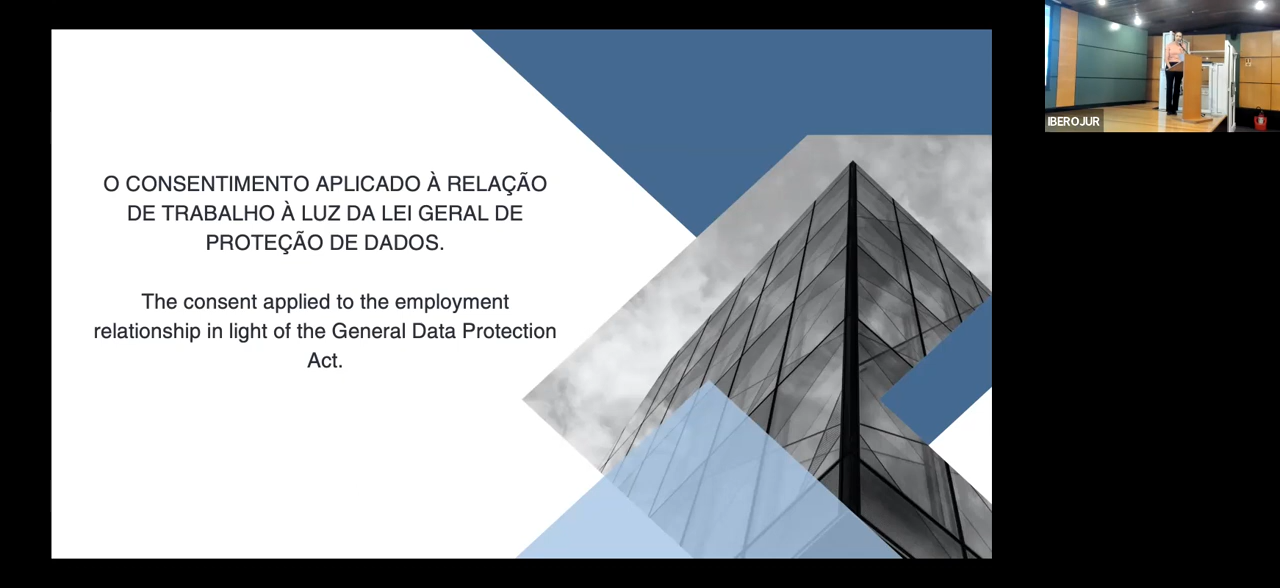 O CONSENTIMENTO APLICADO À RELAÇÃO
DE TRABALHO À LUZ DA LEI GERAL DE
PROTEÇÃO DE DADOS.
The consent applied to the employment
relationship in light of the General Data Protection
Act.
IBEROJUR